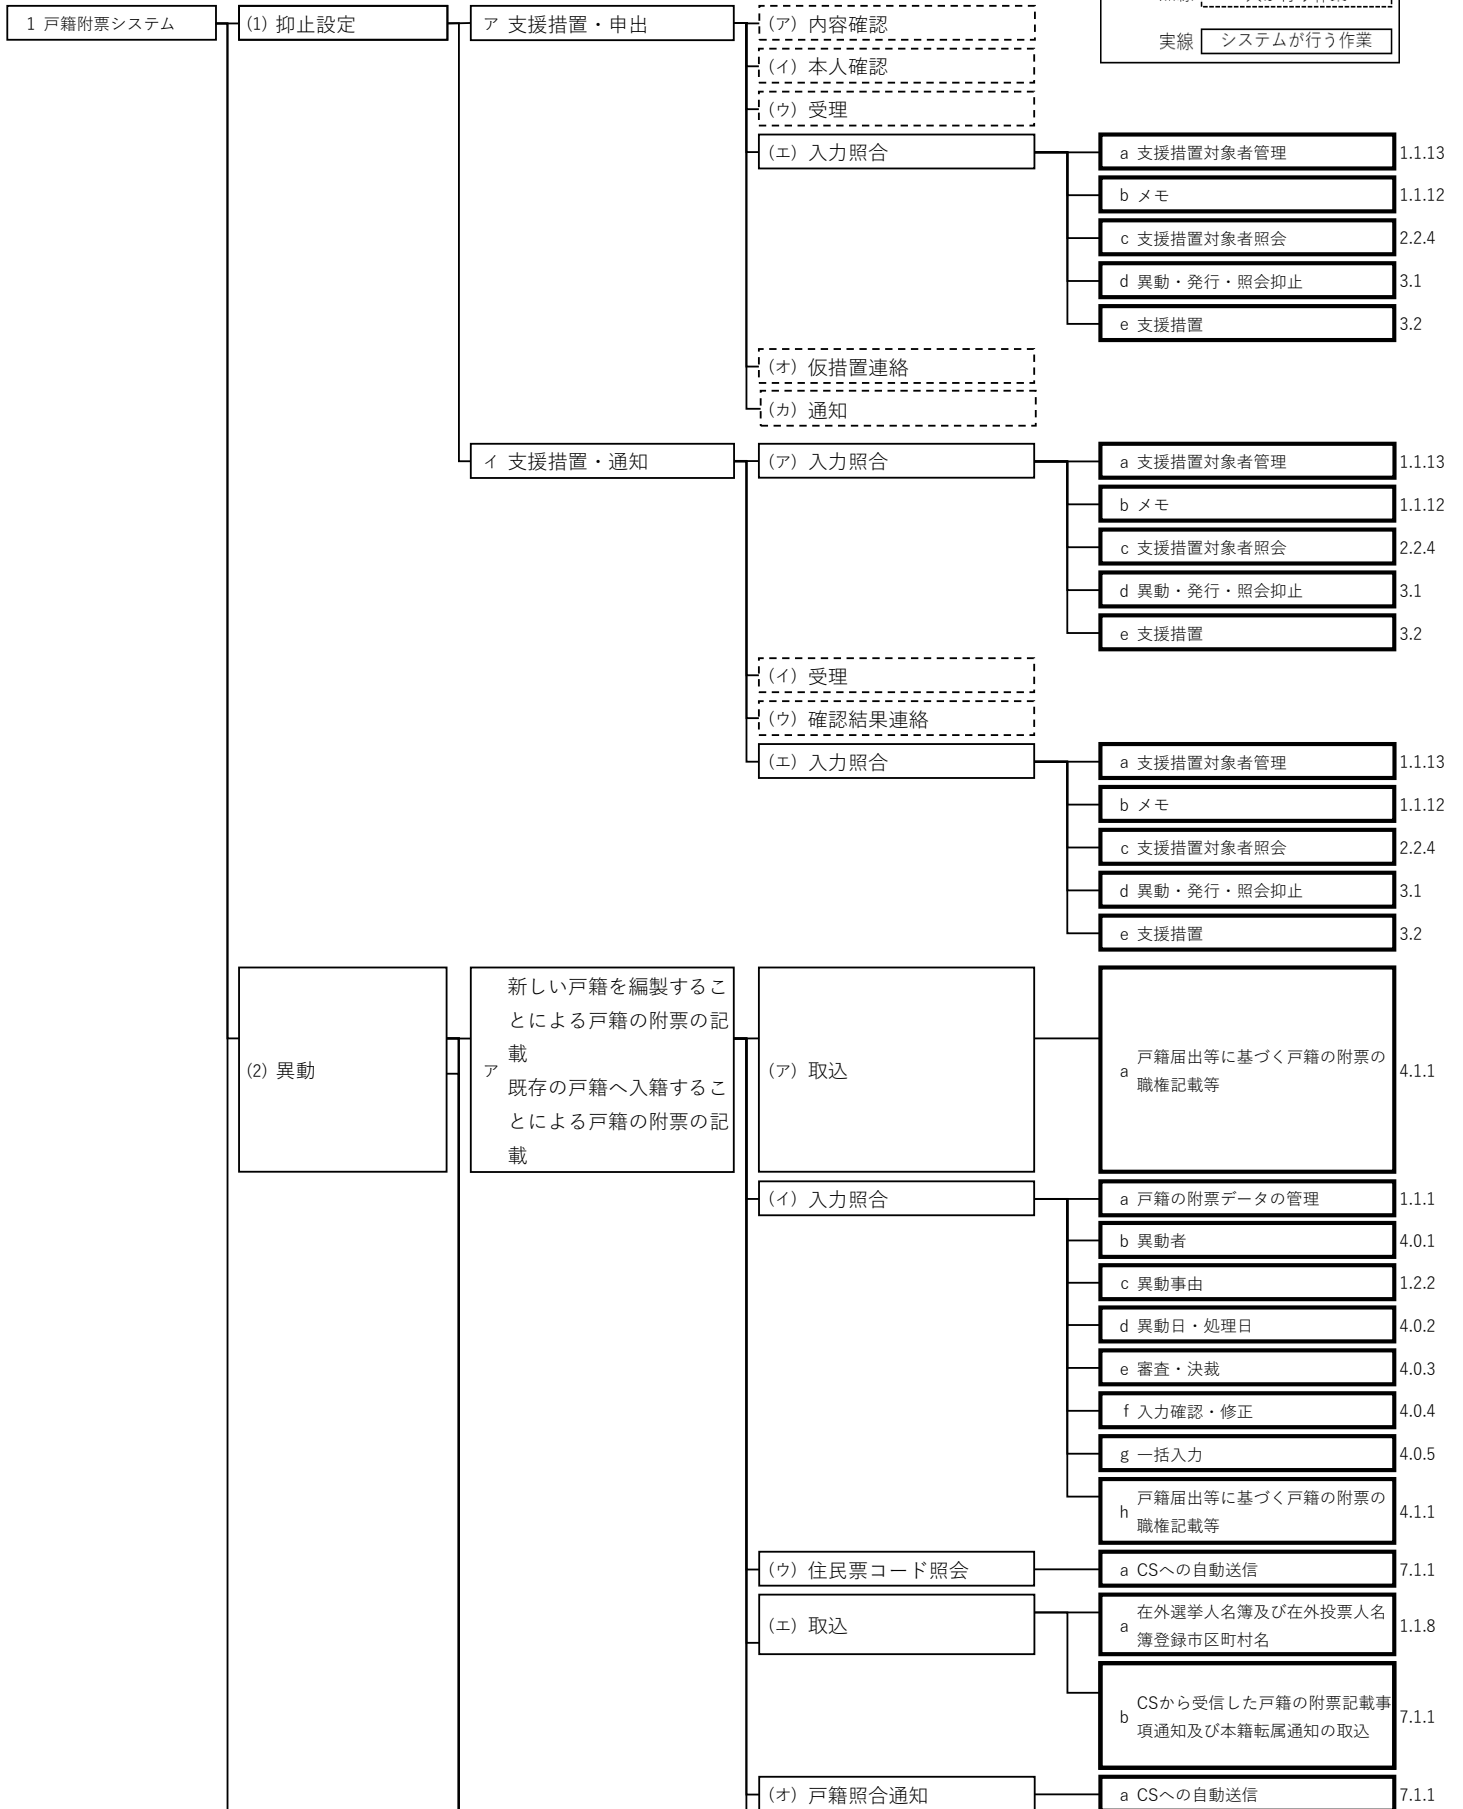 1 戸籍附票システム
(1) 抑止設定
ア 支援措置・申出
(ア) 内容確認
実線 システムが行う作業
(イ) 本人確認
(ウ) 受理
(エ) 入力照合
a 支援措置対象者管理 1.1.13
b メモ 1.1.12
c 支援措置対象者照会 2.2.4
d 異動・発行・照会抑止 3.1
e 支援措置 3.2
(オ) 仮措置連絡
(カ) 通知
イ 支援措置・通知
(ア) 入力照合
a 支援措置対象者管理 1.1.13
b メモ 1.1.12
c 支援措置対象者照会 2.2.4
d 異動・発行・照会抑止 3.1
e 支援措置 3.2
(イ) 受理
(ウ) 確認結果連絡
(エ) 入力照合
a 支援措置対象者管理 1.1.13
b メモ 1.1.12
c 支援措置対象者照会 2.2.4
d 異動・発行・照会抑止 3.1
e 支援措置 3.2
(2) 異動
ア
新しい戸籍を編製するこ
とによる戸籍の附票の記
載
既存の戸籍へ入籍するこ
とによる戸籍の附票の記
載
(ア) 取込
a 戸籍届出等に基づく戸籍の附票の
職権記載等 4.1.1
(イ) 入力照合
a 戸籍の附票データの管理 1.1.1
b 異動者 4.0.1
c 異動事由 1.2.2
d 異動日・処理日 4.0.2
e 審査・決裁 4.0.3
f 入力確認・修正 4.0.4
g 一括入力 4.0.5
h 戸籍届出等に基づく戸籍の附票の
職権記載等 4.1.1
(ウ) 住民票コード照会
a CSへの自動送信 7.1.1
(エ) 取込
a 在外選挙人名簿及び在外投票人名
簿登録市区町村名 1.1.8
b CSから受信した戸籍の附票記載事
項通知及び本籍転属通知の取込 7.1.1
(オ) 戸籍照合通知
a CSへの自動送信 7.1.1